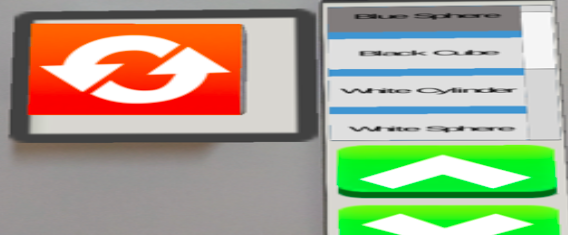 Blue Sphere
Black Cube
White Cylinder
White Sphere